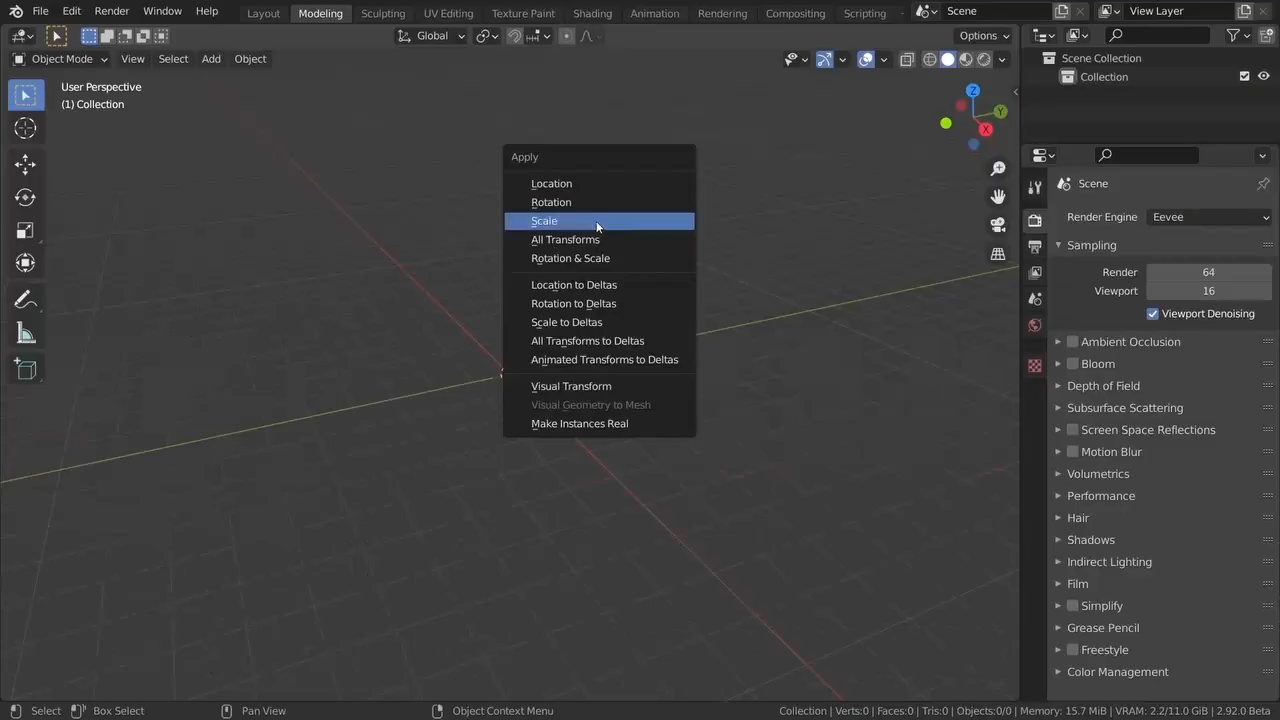 File Edit Render Window Help Layout Modeling Sculpting UV Editing Texture Paint Shading Animation Rendering Compositing Scripting Scene View Layer
Global Options
Object Mode View Select Add Object
User Perspective
(1) Collection
Z
Y
X
Apply
Location
Rotation
Scale
All Transforms
Rotation & Scale
Location to Deltas
Rotation to Deltas
Scale to Deltas
All Transforms to Deltas
Animated Transforms to Deltas
Visual Transform
Visual Geometry to Mesh
Make Instances Real
Scene Collection
Collection
Scene
Render Engine Eevee
Sampling
Render 64
Viewport 16
Viewport Denoising
Ambient Occlusion
Bloom
Depth of Field
Subsurface Scattering
Screen Space Reflections
Motion Blur
Volumetrics
Performance
Hair
Shadows
Indirect Lighting
Film
Simplify
Grease Pencil
Freestyle
Color Management
Select Box Select Pan View Object Context Menu Collection | Verts:0 | Faces:0 | Tris:0 | Objects:0/0 | Memory: 15.7 MiB | VRAM: 2.2/11.0 GiB | 2.92.0 Beta